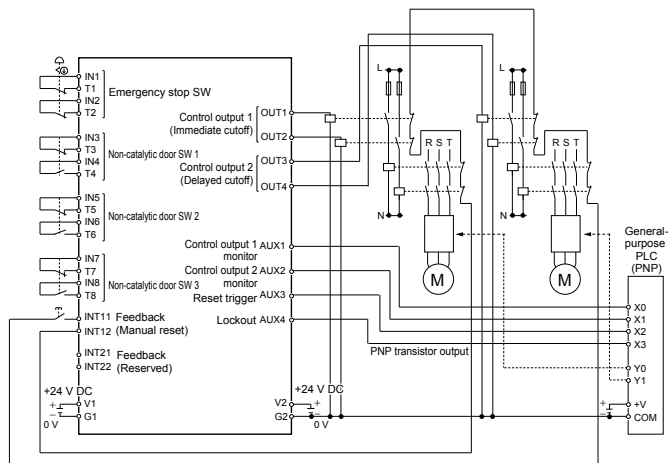 IN1
T1
IN2
T2
Emergency stop SW
IN3
T3
IN4
T4
Non-catalytic door SW 1
IN5
T5
IN6
T6
Non-catalytic door SW 2
IN7
T7
IN8
T8
Non-catalytic door SW 3
INT11
INT12
Feedback
(Manual reset)
INT21
INT22
Feedback
(Reserved)
+24 V DC
+
−
0 V
V1
G1
Control output 1
(Immediate cutoff)
OUT1
OUT2
Control output 2
(Delayed cutoff)
OUT3
OUT4
Control output 1
monitor
AUX1
Control output 2
monitor
AUX2
Reset trigger AUX3
Lockout AUX4
PNP transistor output
+24 V DC
V2
G2
+
−
0 V
L
R S T
N
M
L
R S T
N
M
General-
purpose
PLC
(PNP)
X0
X1
X2
X3
Y0
Y1
+
−
+V
COM